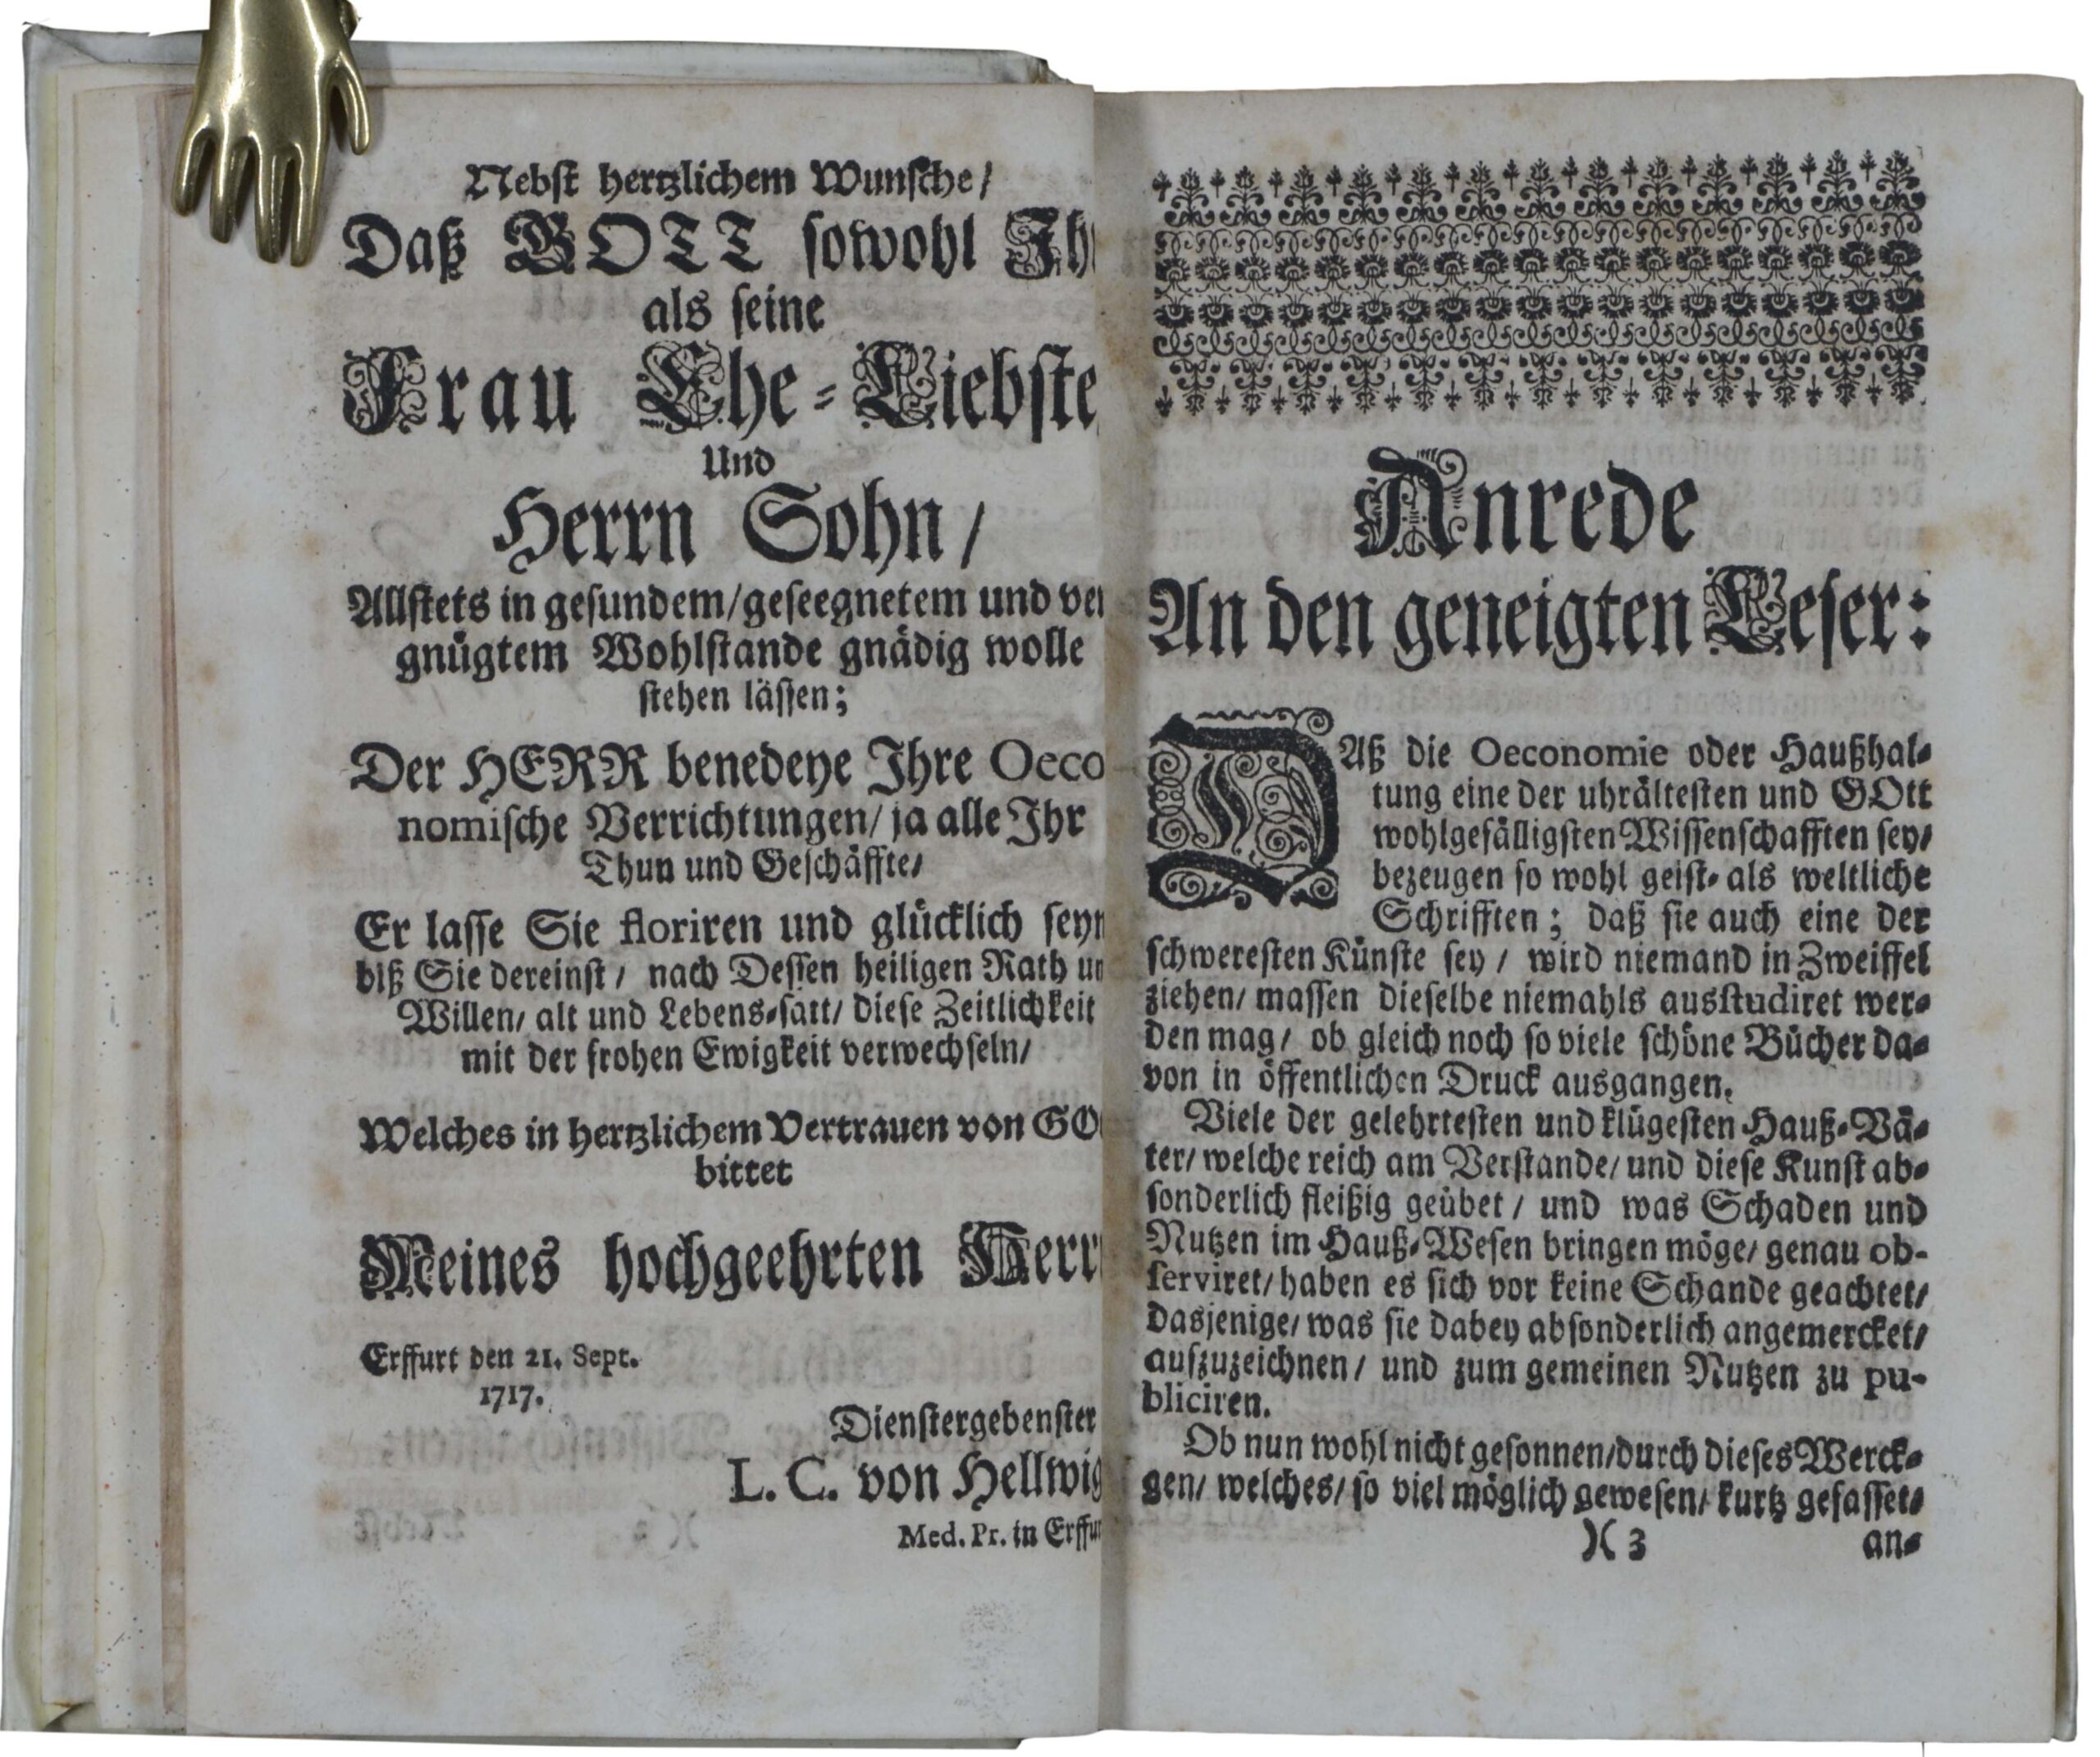 Nebst hertzlichem Wunsche/
Daß GOTT sowohl Ih
als seine
Frau Ehe-Liebste
Und
Herrn Sohn/
Allstets in gesundem/geseegnetem und ver
gnügtem Wohlstande gnädig wolle
stehen lässen;
Der HERR benedeye Ihre Oeco
nomische Verrichtungen/ ja alle Ihr
Thun und Geschäffte/
Er lasse Sie floriren und glücklich seyn
biß Sie dereinst/ nach Dessen heiligen Rath un
Willen/ alt und Lebens-satt/ diese Zeitlichkeit
mit der frohen Ewigkeit verwechseln/
Welches in hertzlichem Vertrauen von GO
bittet
Meines hochgeehrten Herr
Erffurt den 21. Sept.
1717.
Dienstergebenster
L. C. von Hellwig
Med. Pr. in Erffu
Anrede
An den geneigten Leser:
DAß die Oeconomie oder Haußhal-
tung eine der uhrältesten und GOtt
wohlgefälligsten Wissenschafften sey/
bezeugen so wohl geist- als weltliche
Schrifften; daß sie auch eine der
schweresten Künste sey/ wird niemand in Zweiffel
ziehen/ massen dieselbe niemahls ausstudiret wer-
den mag/ ob gleich noch so viele schöne Bücher da-
von in öffentlichen Druck ausgangen.
Viele der gelehrtesten und klügesten Hauß-Vä-
ter/ welche reich am Verstande/ und diese Kunst ab-
sonderlich fleißig geübet/ und was Schaden und
Nutzen im Hauß-Wesen bringen möge/ genau ob-
serviret/ haben es sich vor keine Schande geachtet/
dasjenige/ was sie dabey absonderlich angemercket/
aufzuzeichnen/ und zum gemeinen Nutzen zu pu-
bliciren.
Ob nun wohl nicht gesonnen/durch dieses Werck-
gen/ welches/ so viel möglich gewesen/ kurtz gefasset/
)( 3 an-